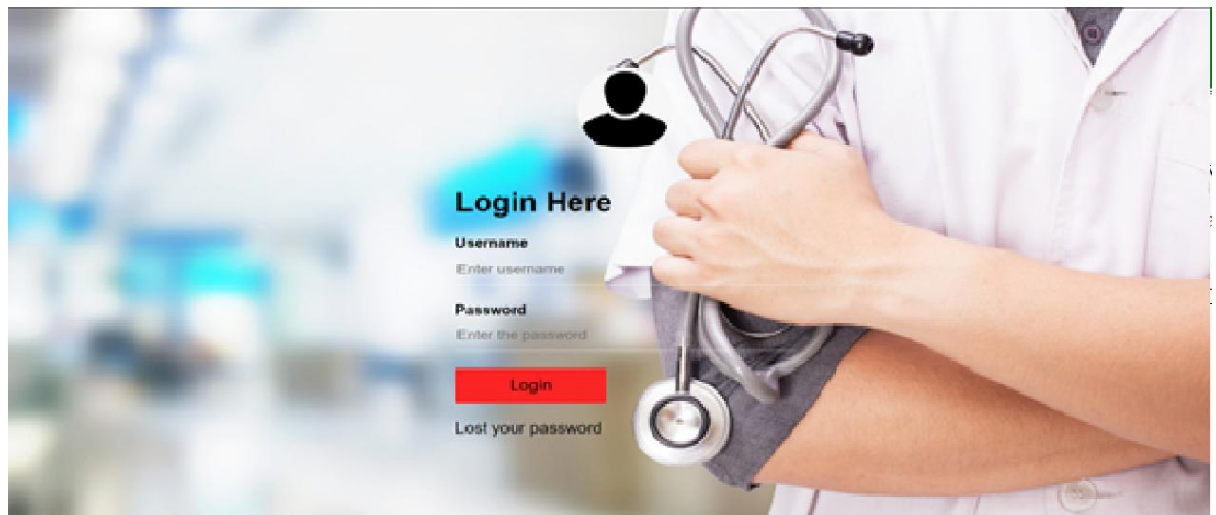 Login Here
Username
Enter username
Password
Enter the password
Login
Lost your password